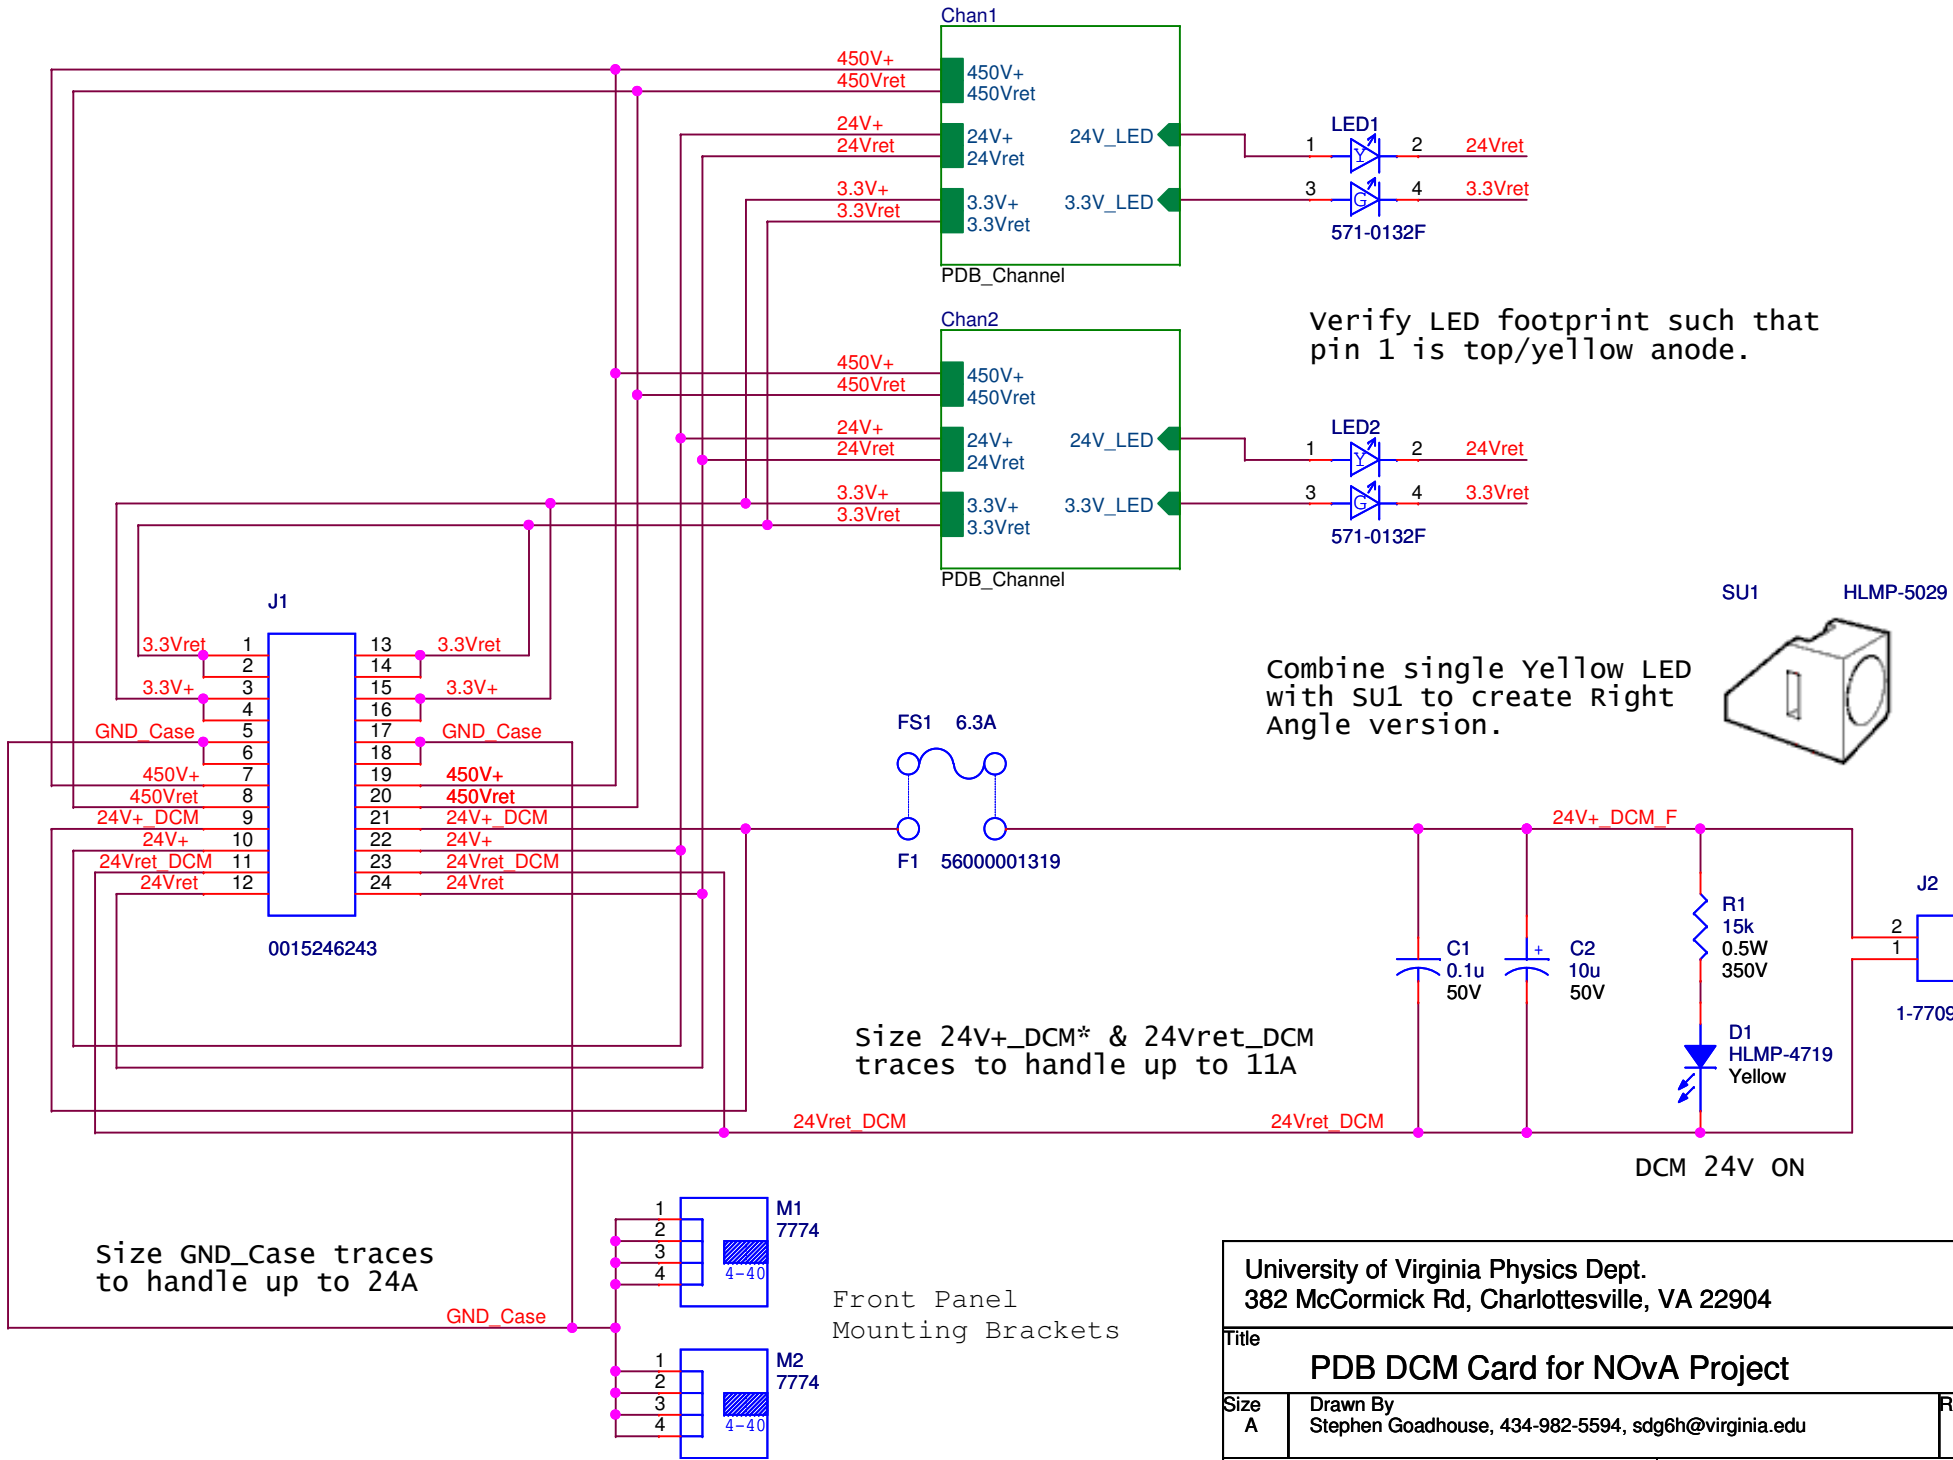 Chan1
450V+
450Vret
24V+
24Vret
3.3V+
3.3Vret
450V+
450Vret
24V+
24Vret
3.3V+
3.3Vret
24V_LED
3.3V_LED
PDB_Channel
LED1
1 Y 2 24Vret
3 G 4 3.3Vret
571-0132F
Verify LED footprint such that
pin 1 is top/yellow anode.
Chan2
450V+
450Vret
24V+
24Vret
3.3V+
3.3Vret
450V+
450Vret
24V+
24Vret
3.3V+
3.3Vret
24V_LED
3.3V_LED
PDB_Channel
LED2
1 Y 2 24Vret
3 G 4 3.3Vret
571-0132F
SU1 HLMP-5029
Combine single Yellow LED
with SU1 to create Right
Angle version.
J1
3.3Vret 1 13 3.3Vret
2 14
3.3V+ 3 15 3.3V+
4 16
GND_Case 5 17 GND_Case
6 18
450V+ 7 19 450V+
450Vret 8 20 450Vret
24V+_DCM 9 21 24V+_DCM
24V+ 10 22 24V+
24Vret_DCM 11 23 24Vret_DCM
24Vret 12 24 24Vret
0015246243
FS1 6.3A
F1 56000001319
24V+_DCM_F
C1
0.1u
50V
+ C2
10u
50V
R1
15k
0.5W
350V
D1
HLMP-4719
Yellow
J2
2
1
1-7709
Size 24V+_DCM* & 24Vret_DCM
traces to handle up to 11A
24Vret_DCM
24Vret_DCM
DCM 24V ON
Size GND_Case traces
to handle up to 24A
GND_Case
1
2
3
4
M1
7774
4-40
Front Panel
Mounting Brackets
1
2
3
4
M2
7774
4-40
University of Virginia Physics Dept.
382 McCormick Rd, Charlottesville, VA 22904
Title
PDB DCM Card for NOvA Project
Size
A
Drawn By
Stephen Goadhouse, 434-982-5594, sdg6h@virginia.edu
R